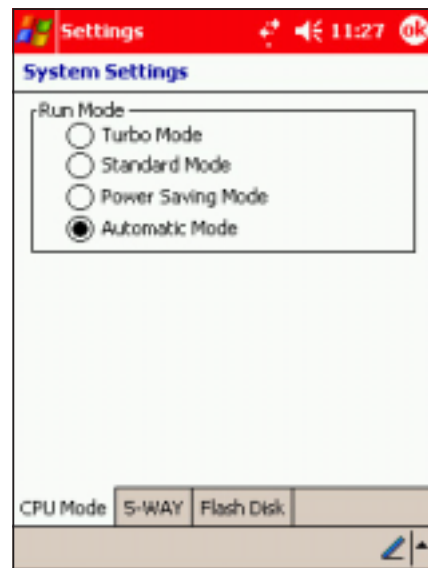 Settings 11:27 ok
System Settings
Run Mode
Turbo Mode
Standard Mode
Power Saving Mode
Automatic Mode
CPU Mode 5-WAY Flash Disk